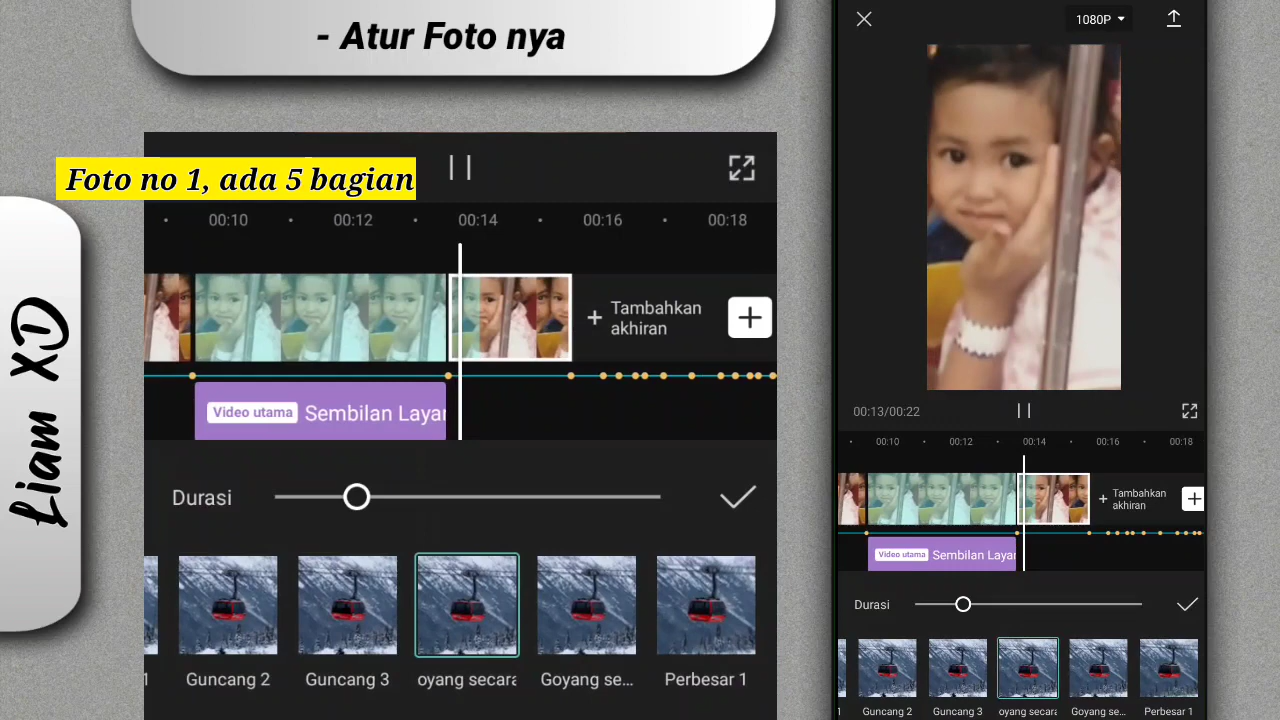 - Atur Foto nya
Foto no 1, ada 5 bagian
Liam XD
00:10 00:12 00:14 00:16 00:18
+ Tambahkan
akhiran
Video utama Sembilan Layar
Durasi
1 Guncang 2 Guncang 3 oyang secara Goyang se... Perbesar 1
1080P
00:13/00:22
00:10 00:12 00:14 00:16 00:18
+ Tambahkan
akhiran
Video utama Sembilan Layar
Durasi
1 Guncang 2 Guncang 3 oyang secara Goyang se... Perbesar 1